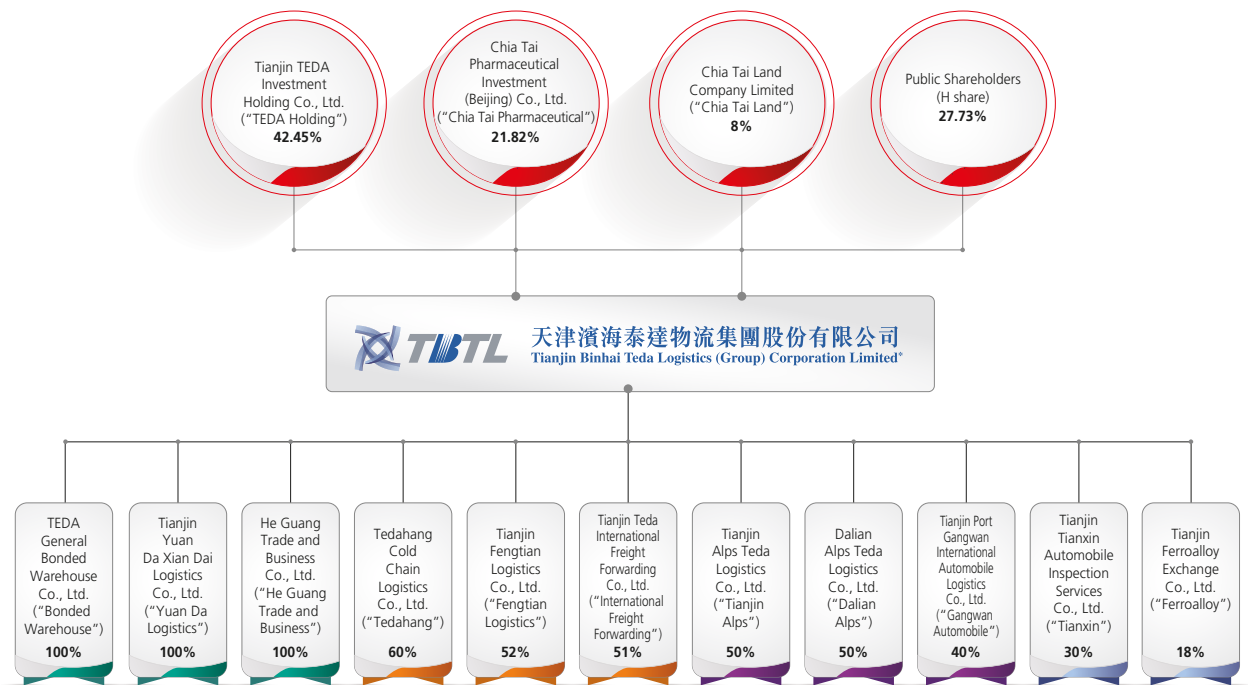 Tianjin TEDA
Investment
Holding Co., Ltd.
(“TEDA Holding”)
42.45%
Chia Tai
Pharmaceutical
Investment
(Beijing) Co., Ltd.
(“Chia Tai Pharmaceutical”)
21.82%
Chia Tai Land
Company Limited
(“Chia Tai Land”)
8%
Public Shareholders
(H share)
27.73%
TBTL
天津濱海泰達物流集團股份有限公司
Tianjin Binhai Teda Logistics (Group) Corporation Limited*
TEDA
General
Bonded
Warehouse
Co., Ltd.
(“Bonded
Warehouse”)
100%
Tianjin
Yuan
Da Xian Dai
Logistics
Co., Ltd.
(“Yuan Da
Logistics”)
100%
He Guang
Trade and
Business
Co., Ltd.
(“He Guang
Trade and
Business”)
100%
Tedahang
Cold
Chain
Logistics
Co., Ltd.
(“Tedahang”)
60%
Tianjin
Fengtian
Logistics
Co., Ltd.
(“Fengtian
Logistics”)
52%
Tianjin Teda
International
Freight
Forwarding
Co., Ltd.
(“International
Freight
Forwarding”)
51%
Tianjin
Alps Teda
Logistics
Co., Ltd.
(“Tianjin
Alps”)
50%
Dalian
Alps Teda
Logistics
Co., Ltd.
(“Dalian
Alps”)
50%
Tianjin Port
Gangwan
International
Automobile
Logistics
Co., Ltd.
(“Gangwan
Automobile”)
40%
Tianjin
Tianxin
Automobile
Inspection
Services
Co., Ltd.
(“Tianxin”)
30%
Tianjin
Ferroalloy
Exchange
Co., Ltd.
(“Ferroalloy”)
18%